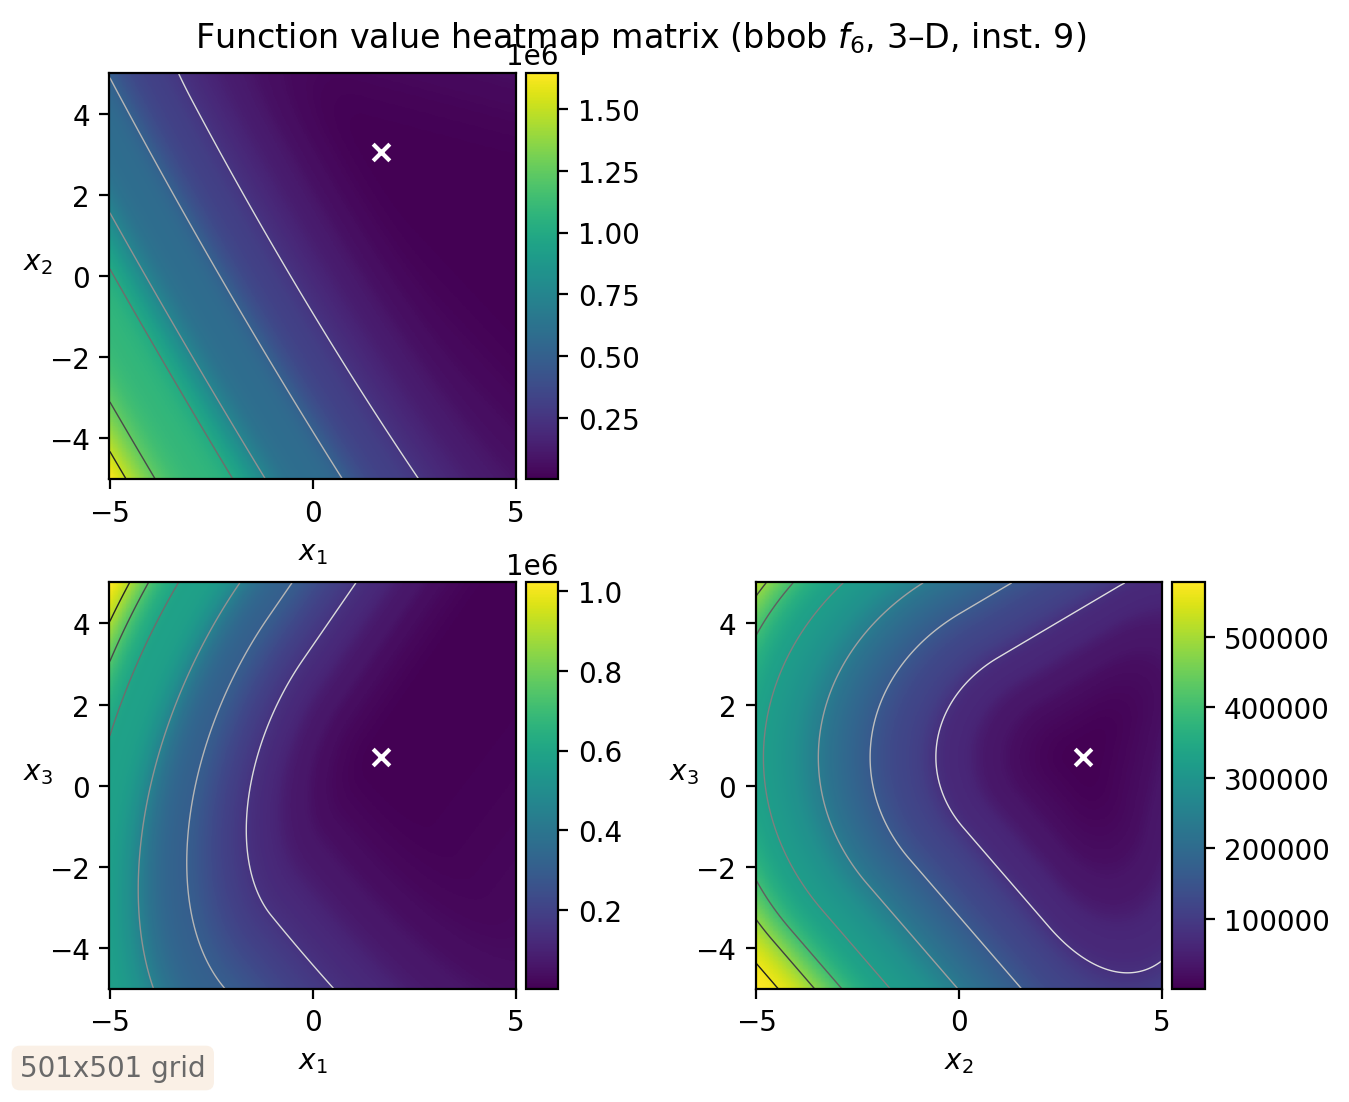 Function value heatmap matrix (bbob f₆, 3–D, inst. 9)
1e6
4
2
0
−2
−4
x₂
−5 0 5
x₁
1.50
1.25
1.00
0.75
0.50
0.25
1e6
4
2
0
−2
−4
x₃
−5 0 5
x₁
1.0
0.8
0.6
0.4
0.2
4
2
0
−2
−4
x₃
−5 0 5
x₂
500000
400000
300000
200000
100000
501x501 grid